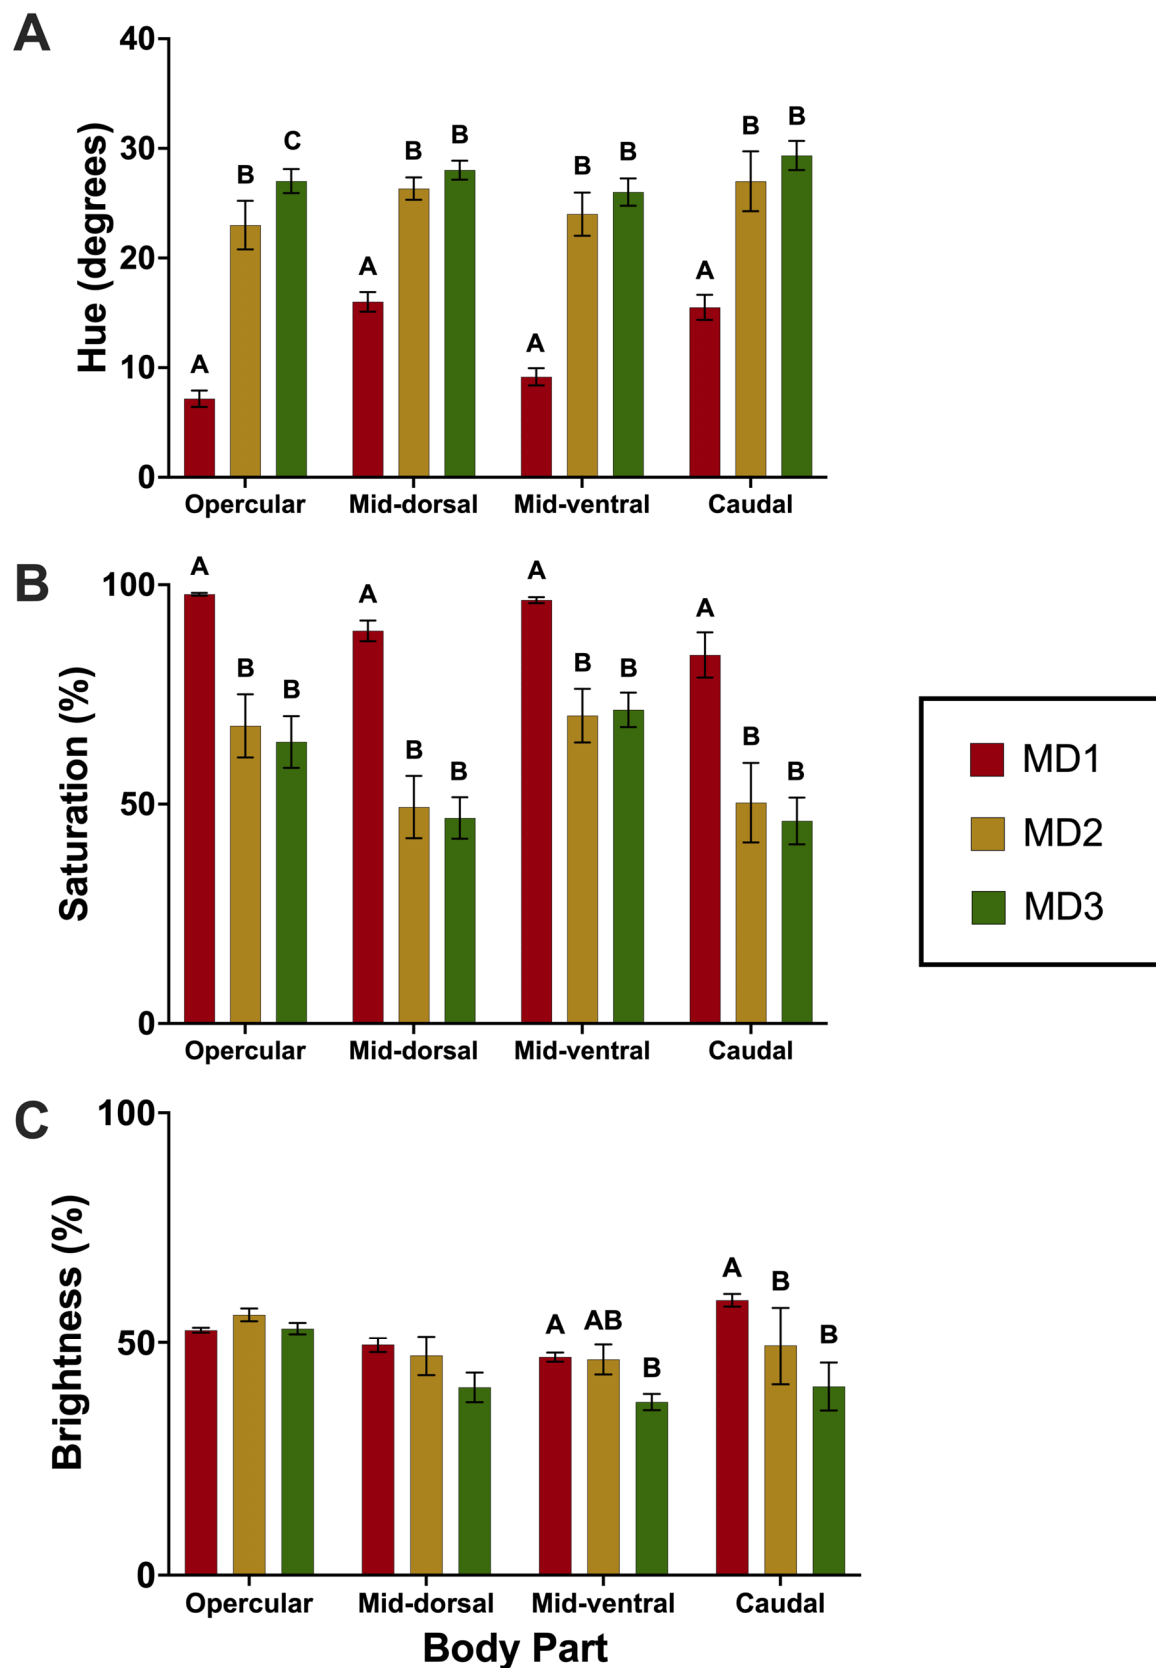 A
Hue (degrees)
40
30
20
10
0
A B C
A B B
A B B
A B B
Opercular Mid-dorsal Mid-ventral Caudal
B
Saturation (%)
100
50
0
A B B
A B B
A B B
A B B
Opercular Mid-dorsal Mid-ventral Caudal
MD1
MD2
MD3
C
Brightness (%)
100
50
0
A AB B
A B B
Opercular Mid-dorsal Mid-ventral Caudal
Body Part